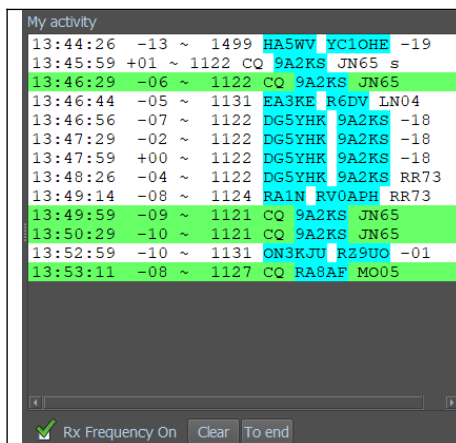 My activity
13:44:26 -13 ~ 1499 HA5WV YC1OHE -19
13:45:59 +01 ~ 1122 CQ 9A2KS JN65 s
13:46:29 -06 ~ 1122 CQ 9A2KS JN65
13:46:44 -05 ~ 1131 EA3KE R6DV LN04
13:46:56 -07 ~ 1122 DG5YHK 9A2KS -18
13:47:29 -02 ~ 1122 DG5YHK 9A2KS -18
13:47:59 +00 ~ 1122 DG5YHK 9A2KS -18
13:48:26 -04 ~ 1122 DG5YHK 9A2KS RR73
13:49:14 -08 ~ 1124 RA1N RV0APH RR73
13:49:59 -09 ~ 1121 CQ 9A2KS JN65
13:50:29 -10 ~ 1121 CQ 9A2KS JN65
13:52:59 -10 ~ 1131 ON3KJU RZ9UO -01
13:53:11 -08 ~ 1127 CQ RA8AF MO05
Rx Frequency On Clear To end